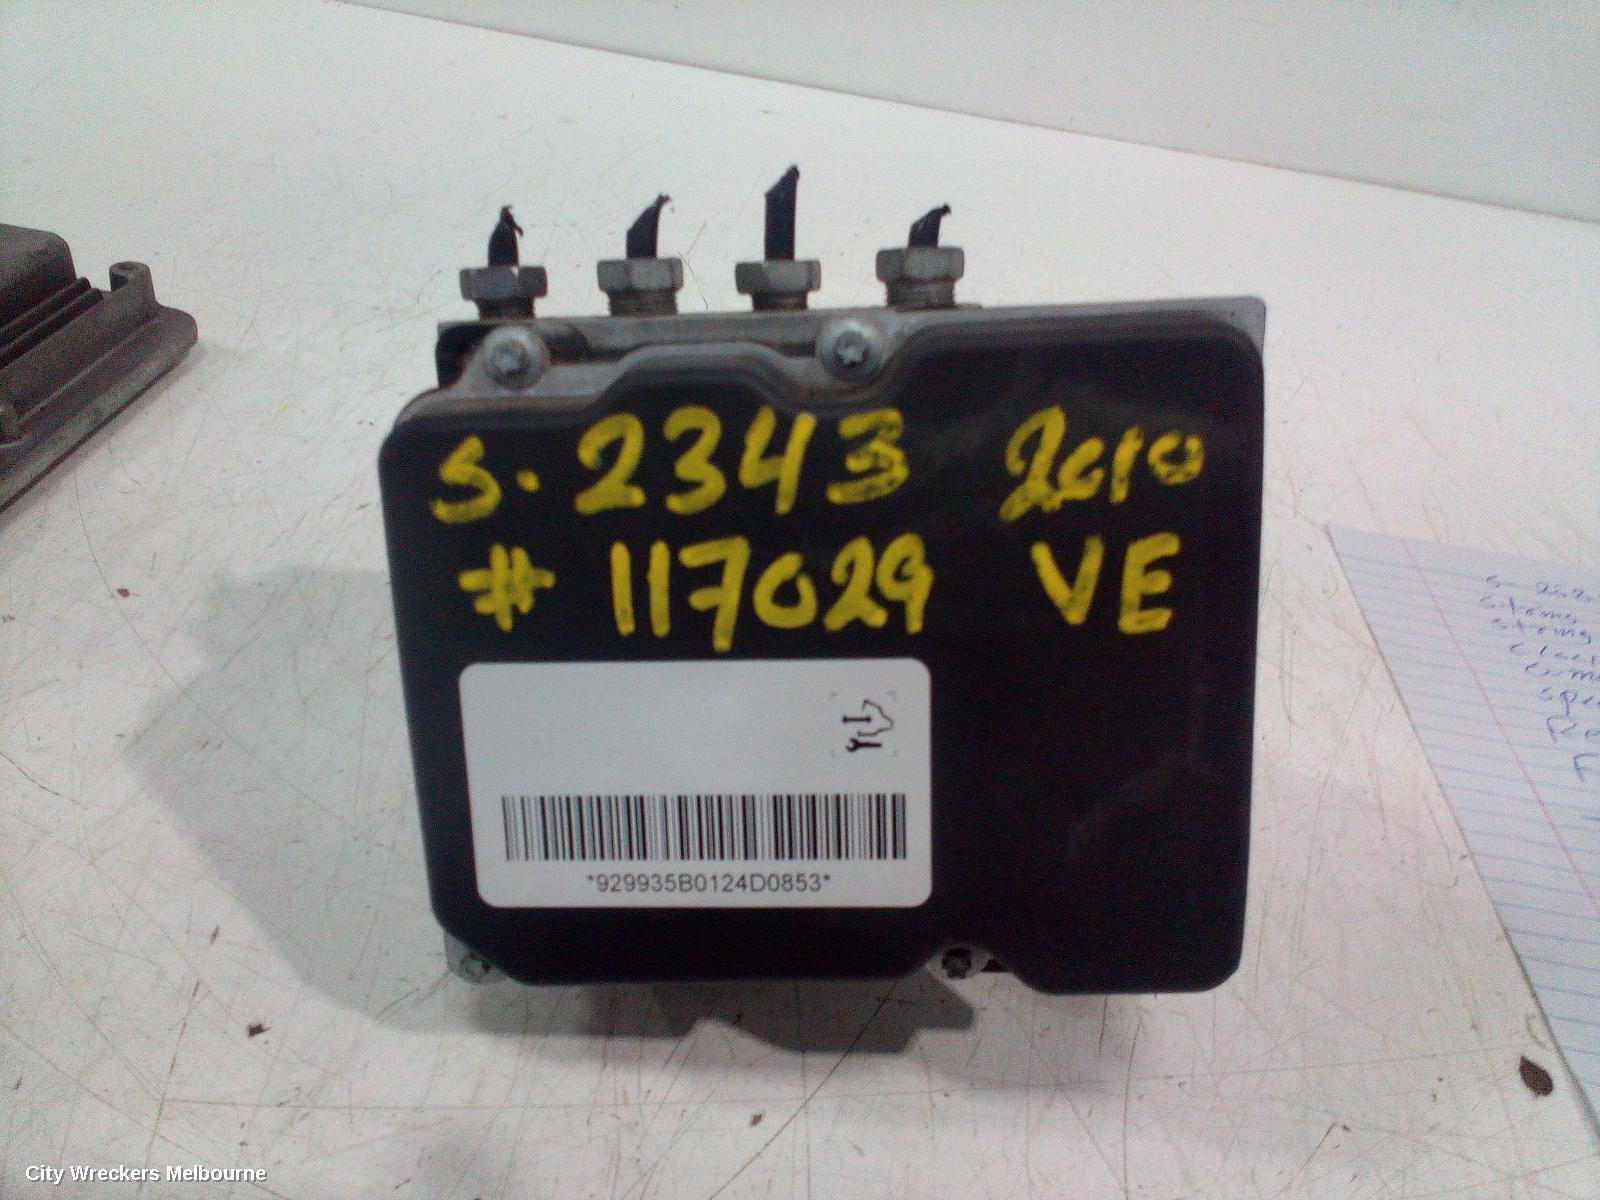 S. 2343 2010
# 117029 VE
*929935B0124D0853*
City Wreckers Melbourne